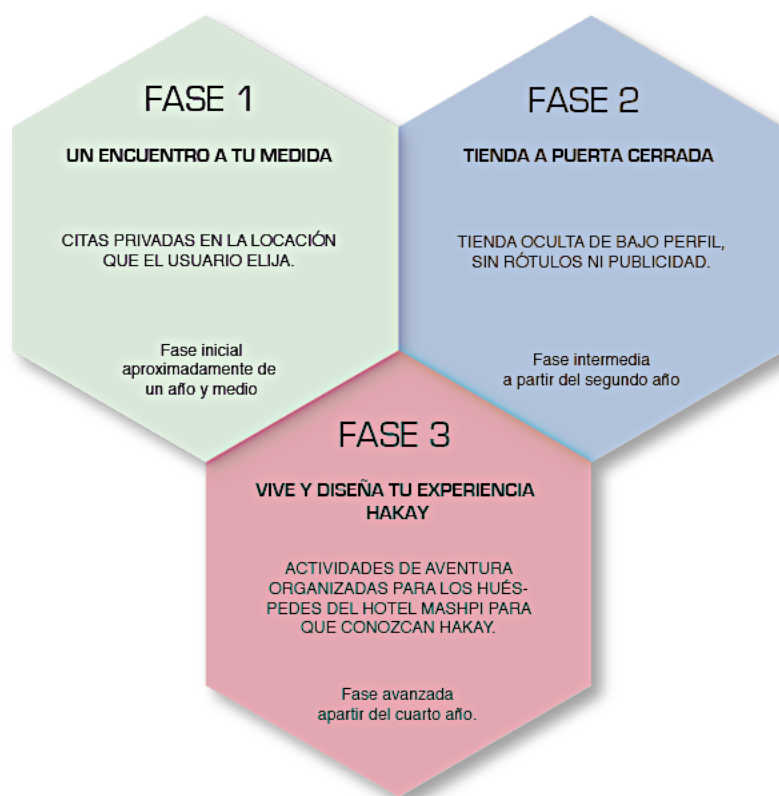 FASE 1
UN ENCUENTRO A TU MEDIDA
CITAS PRIVADAS EN LA LOCACIÓN
QUE EL USUARIO ELIJA.
Fase inicial
aproximadamente de
un año y medio
FASE 2
TIENDA A PUERTA CERRADA
TIENDA OCULTA DE BAJO PERFIL,
SIN RÓTULOS NI PUBLICIDAD.
Fase intermedia
a partir del segundo año
FASE 3
VIVE Y DISEÑA TU EXPERIENCIA
HAKAY
ACTIVIDADES DE AVENTURA
ORGANIZADAS PARA LOS HUÉS-
PEDES DEL HOTEL MASHPI PARA
QUE CONOZCAN HAKAY.
Fase avanzada
apartir del cuarto año.